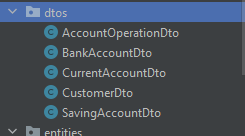 dtos
AccountOperationDto
BankAccountDto
CurrentAccountDto
CustomerDto
SavingAccountDto
entities